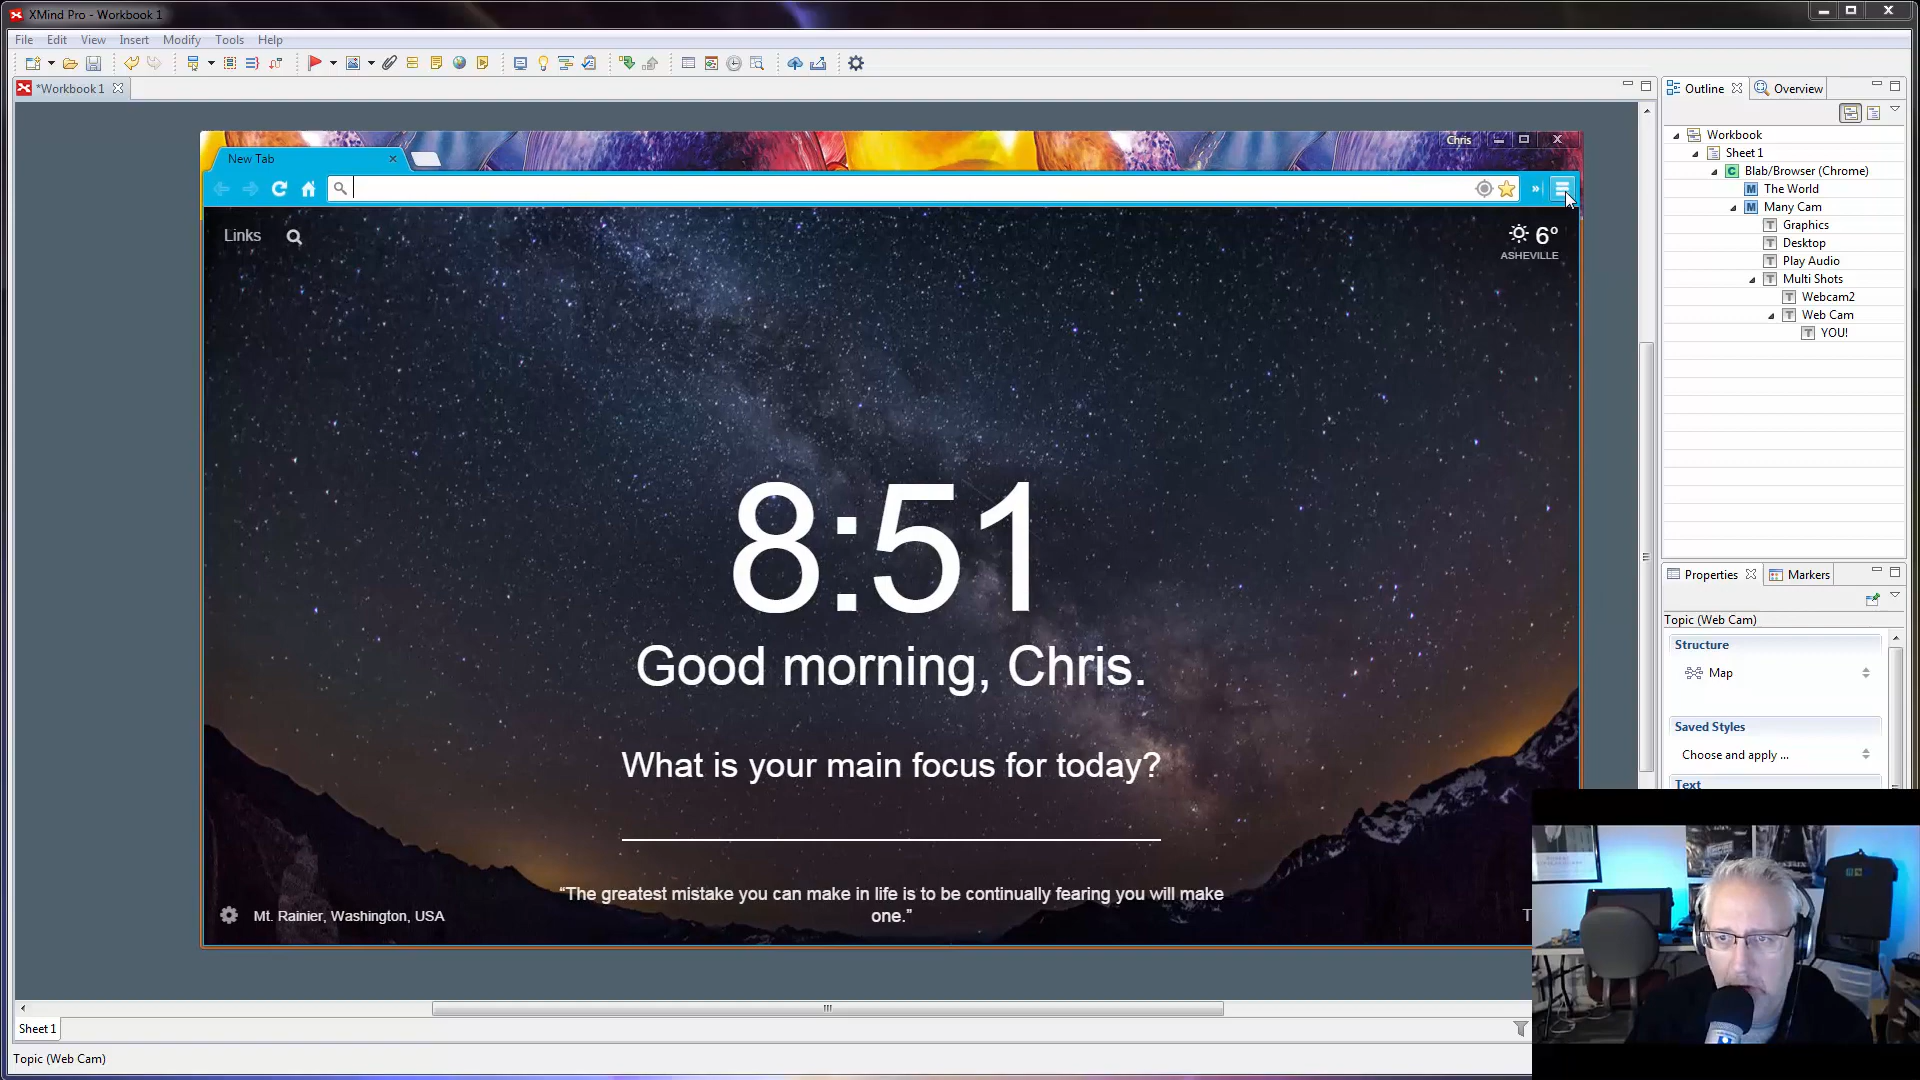 XMind Pro - Workbook 1
File Edit View Insert Modify Tools Help
*Workbook 1
Outline
Overview
New Tab
Chris
Links
6°
ASHEVILLE
8:51
Good morning, Chris.
What is your main focus for today?
“The greatest mistake you can make in life is to be continually fearing you will make
one.”
Mt. Rainier, Washington, USA
T
Workbook
Sheet 1
Blab/Browser (Chrome)
The World
Many Cam
Graphics
Desktop
Play Audio
Multi Shots
Webcam2
Web Cam
YOU!
Properties
Markers
Topic (Web Cam)
Structure
Map
Saved Styles
Choose and apply ...
Text
Sheet 1
Topic (Web Cam)